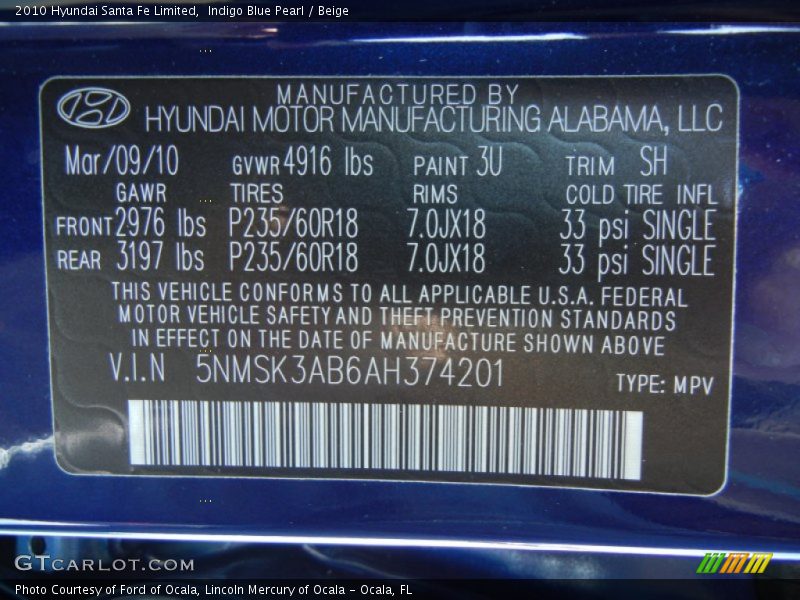 2010 Hyundai Santa Fe Limited,  Indigo Blue Pearl / Beige
MANUFACTURED BY
HYUNDAI MOTOR MANUFACTURING ALABAMA, LLC
Mar/09/10 GVWR 4916 lbs PAINT 3U TRIM SH
GAWR TIRES RIMS COLD TIRE INFL
FRONT 2976 lbs P235/60R18 7.0JX18 33 psi SINGLE
REAR 3197 lbs P235/60R18 7.0JX18 33 psi SINGLE
THIS VEHICLE CONFORMS TO ALL APPLICABLE U.S.A. FEDERAL
MOTOR VEHICLE SAFETY AND THEFT PREVENTION STANDARDS
IN EFFECT ON THE DATE OF MANUFACTURE SHOWN ABOVE
V.I.N 5NMSK3AB6AH374201 TYPE: MPV
GTCARLOT.COM
Photo Courtesy of Ford of Ocala, Lincoln Mercury of Ocala - Ocala, FL